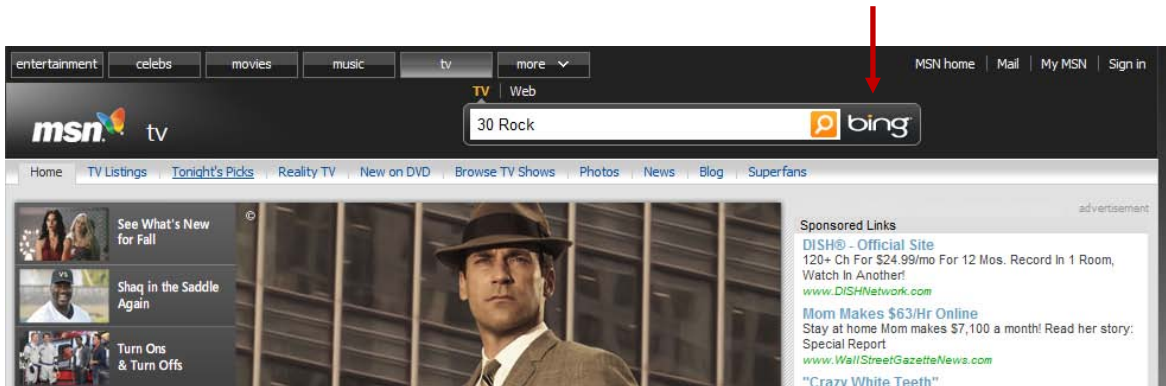 entertainment celebs movies music tv more MSN home Mail My MSN Sign in
TV Web
msn tv 30 Rock bing
Home TV Listings Tonight's Picks Reality TV New on DVD Browse TV Shows Photos News Blog Superfans
advertisement
See What's New
for Fall
Shaq in the Saddle
Again
Turn Ons
& Turn Offs
©
Sponsored Links
DISH® - Official Site
120+ Ch For $24.99/mo For 12 Mos. Record In 1 Room,
Watch In Another!
www.DISHNetwork.com
Mom Makes $63/Hr Online
Stay at home Mom makes $7,100 a month! Read her story:
Special Report
www.WallStreetGazetteNews.com
"Crazy White Teeth"